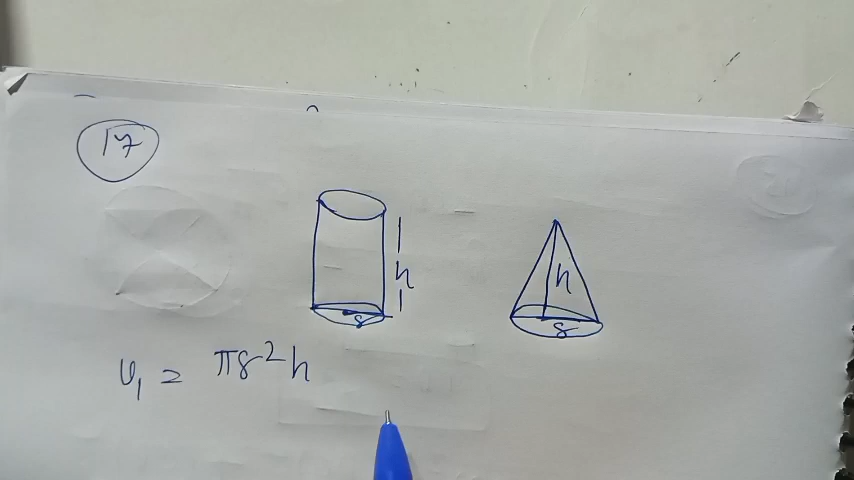 17
h
r
h
r
v₁ = πr²h